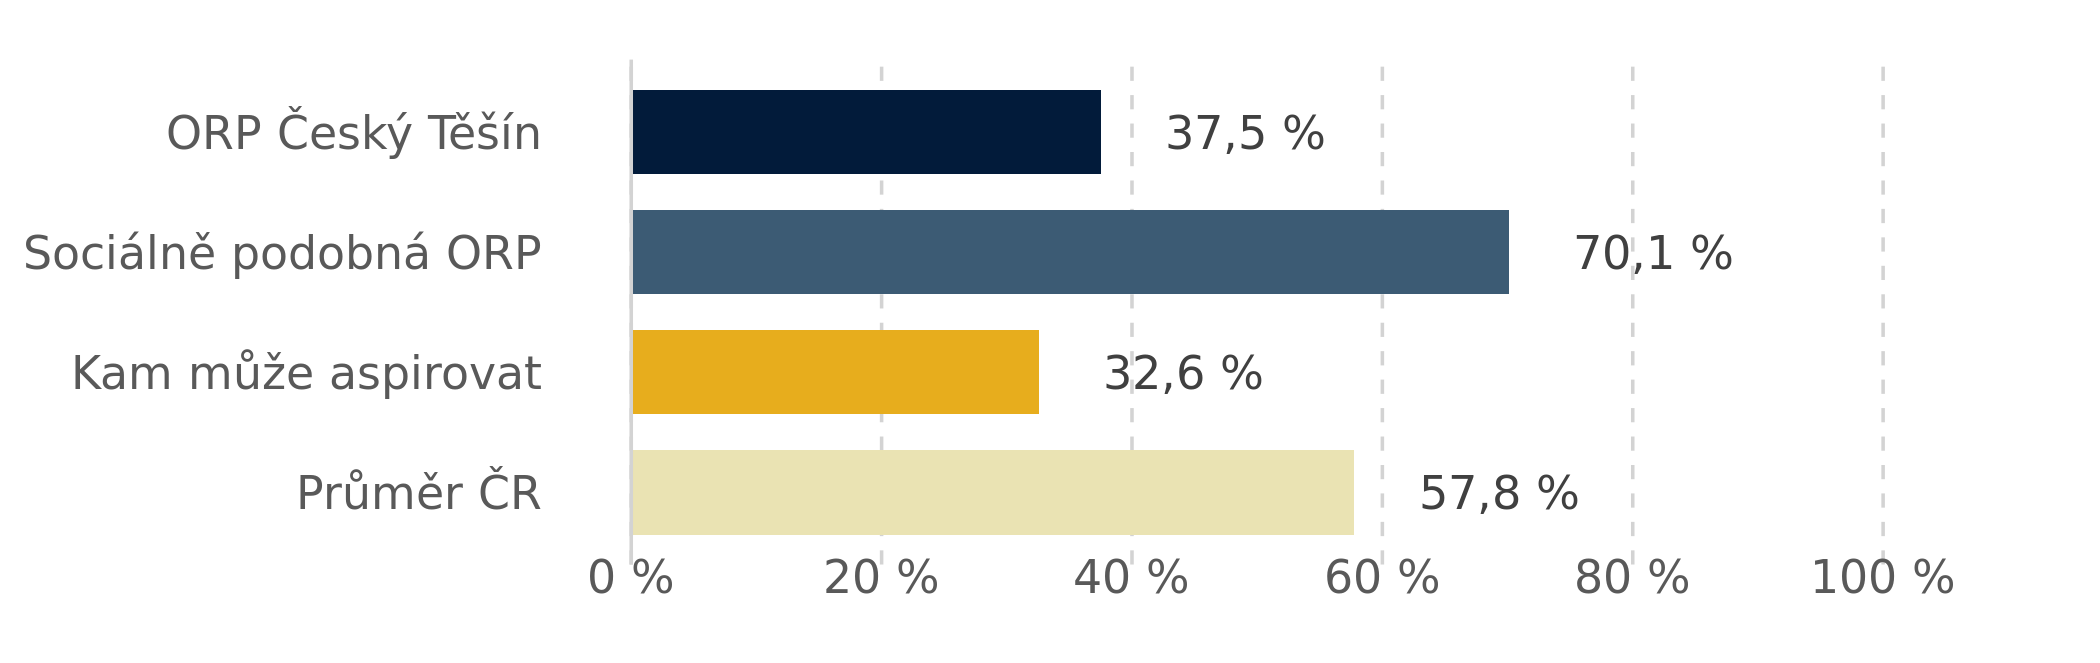 ORP Český Těšín
37,5 %
Sociálně podobná ORP
70,1 %
Kam může aspirovat
32,6 %
Průměr ČR
57,8 %
0 % 20 % 40 % 60 % 80 % 100 %